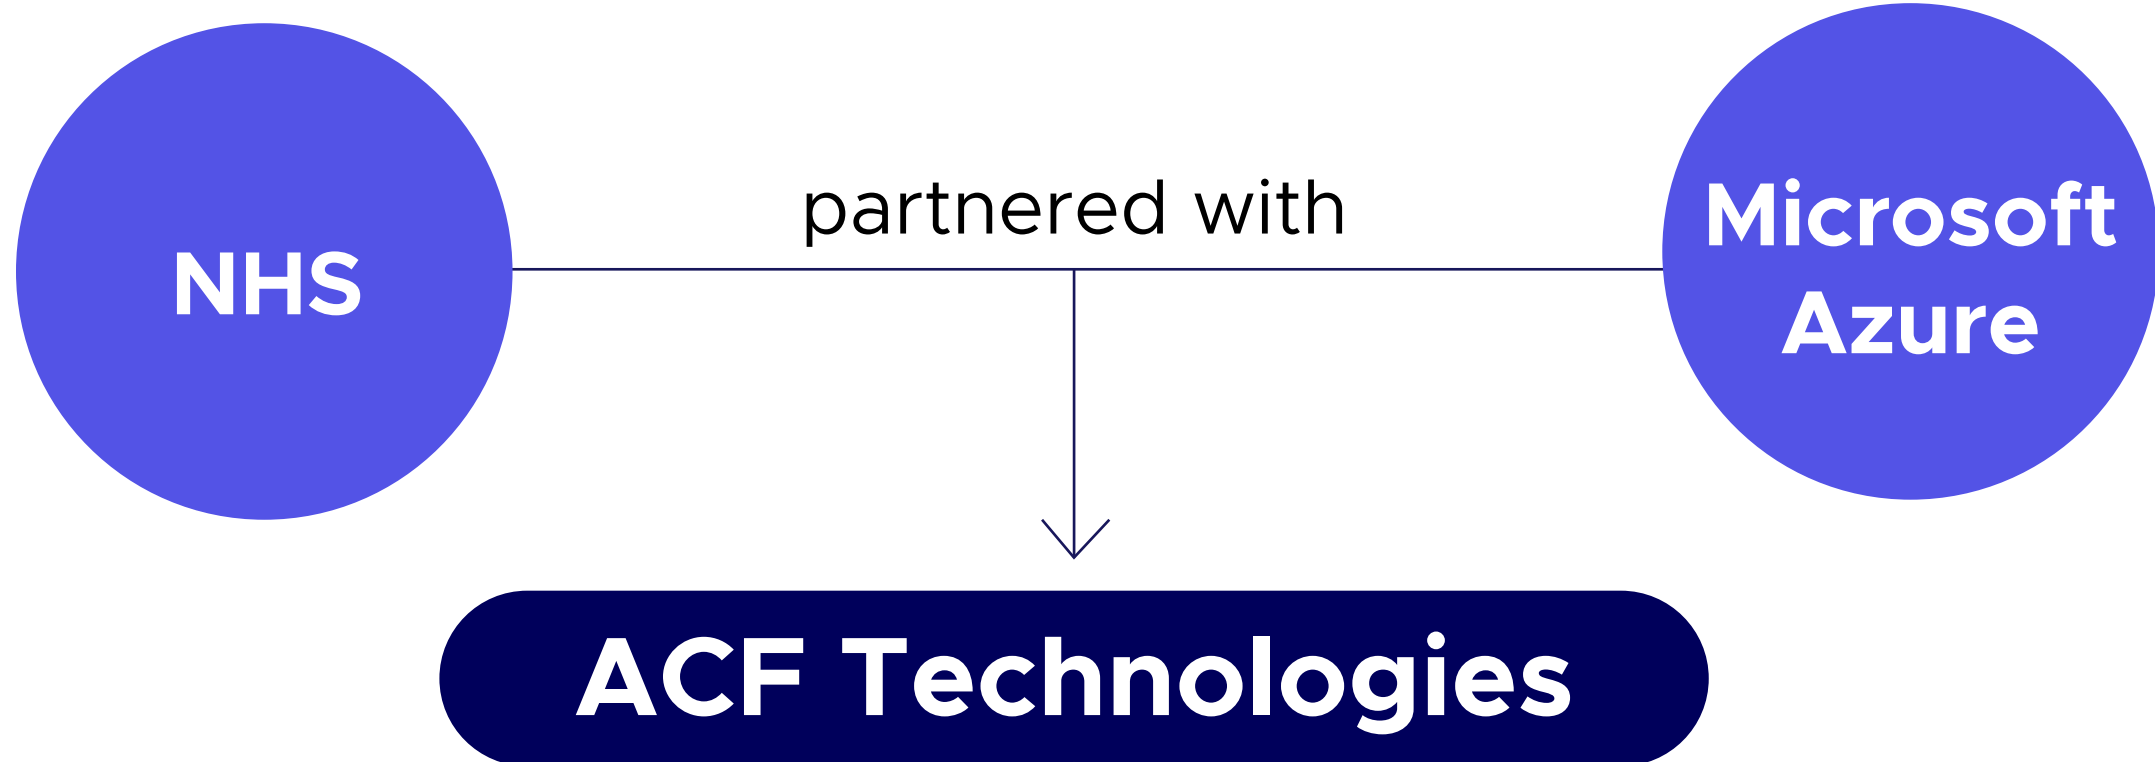 NHS
partnered with
Microsoft
Azure
ACF Technologies